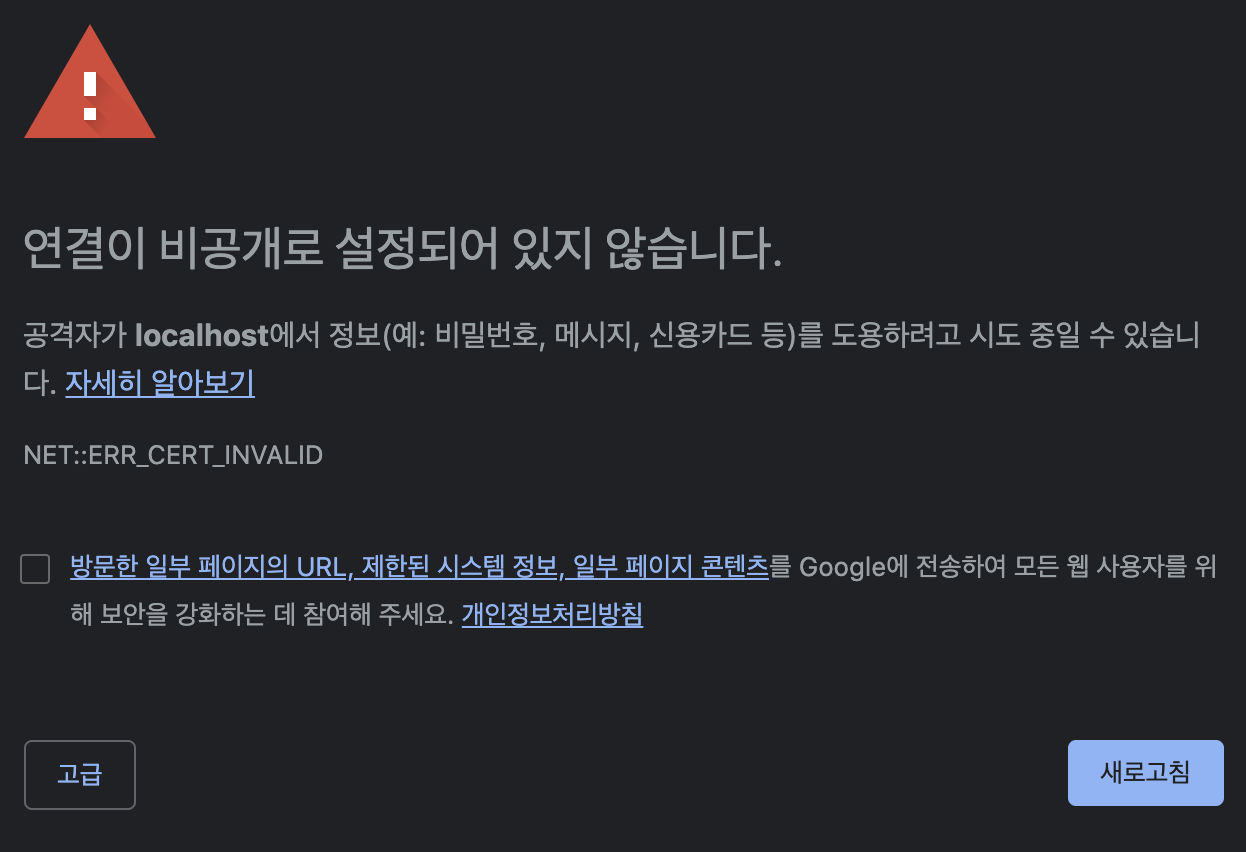 연결이 비공개로 설정되어 있지 않습니다.
공격자가 localhost에서 정보(예: 비밀번호, 메시지, 신용카드 등)를 도용하려고 시도 중일 수 있습니
다. 자세히 알아보기
NET::ERR_CERT_INVALID
방문한 일부 페이지의 URL, 제한된 시스템 정보, 일부 페이지 콘텐츠를 Google에 전송하여 모든 웹 사용자를 위
해 보안을 강화하는 데 참여해 주세요. 개인정보처리방침
고급
새로고침